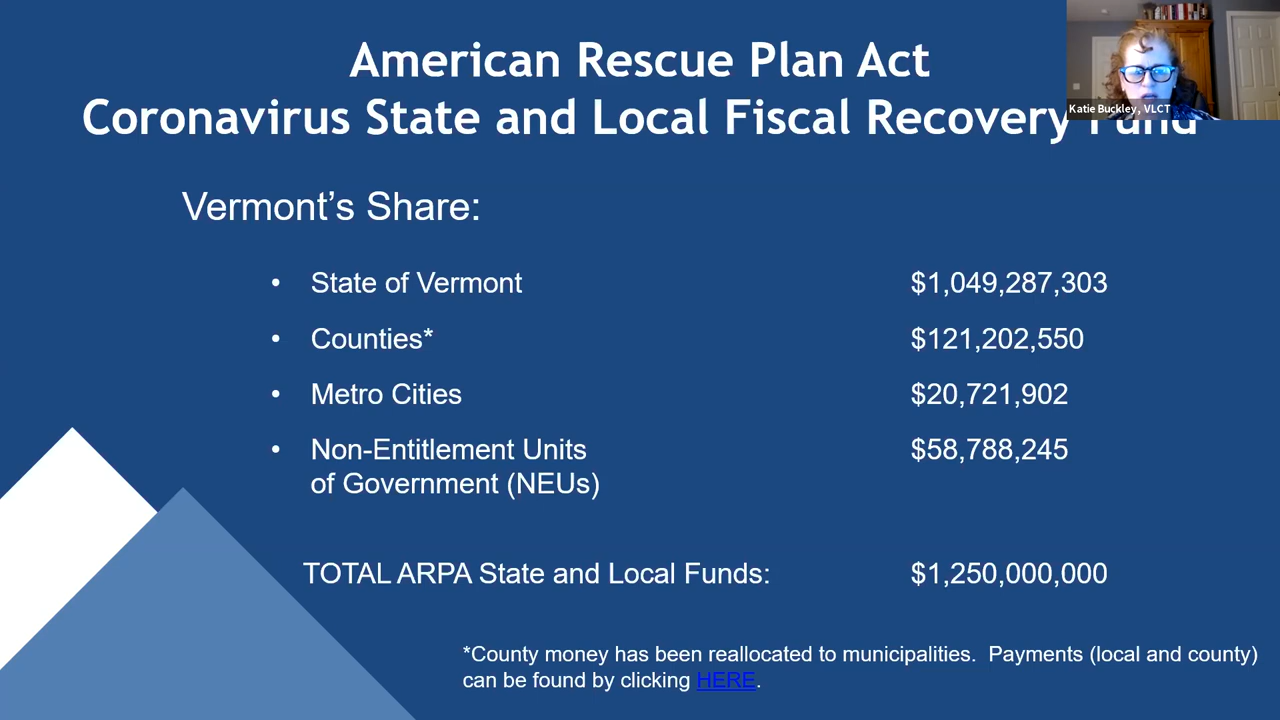 American Rescue Plan Act
Coronavirus State and Local Fiscal Recovery Fund
Katie Buckley, VLCT
Vermont's Share:
• State of Vermont $1,049,287,303
• Counties* $121,202,550
• Metro Cities $20,721,902
• Non-Entitlement Units $58,788,245
of Government (NEUs)
TOTAL ARPA State and Local Funds: $1,250,000,000
*County money has been reallocated to municipalities. Payments (local and county)
can be found by clicking HERE.